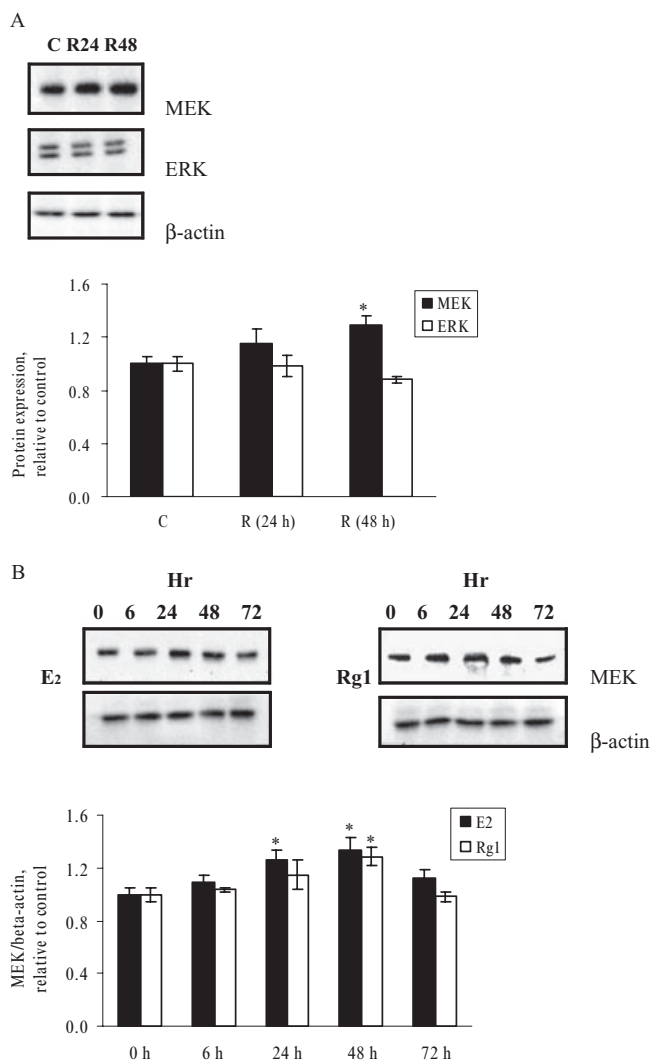 A
C R24 R48
MEK
ERK
β-actin
1.6
1.2
0.8
0.4
0.0
Protein expression,
relative to control
*
MEK
ERK
C
R (24 h)
R (48 h)
B
Hr
0 6 24 48 72
E2
Hr
0 6 24 48 72
Rg1
MEK
β-actin
1.6
1.2
0.8
0.4
0.0
MEK/beta-actin,
relative to control
* * *
E2
Rg1
0 h
6 h
24 h
48 h
72 h